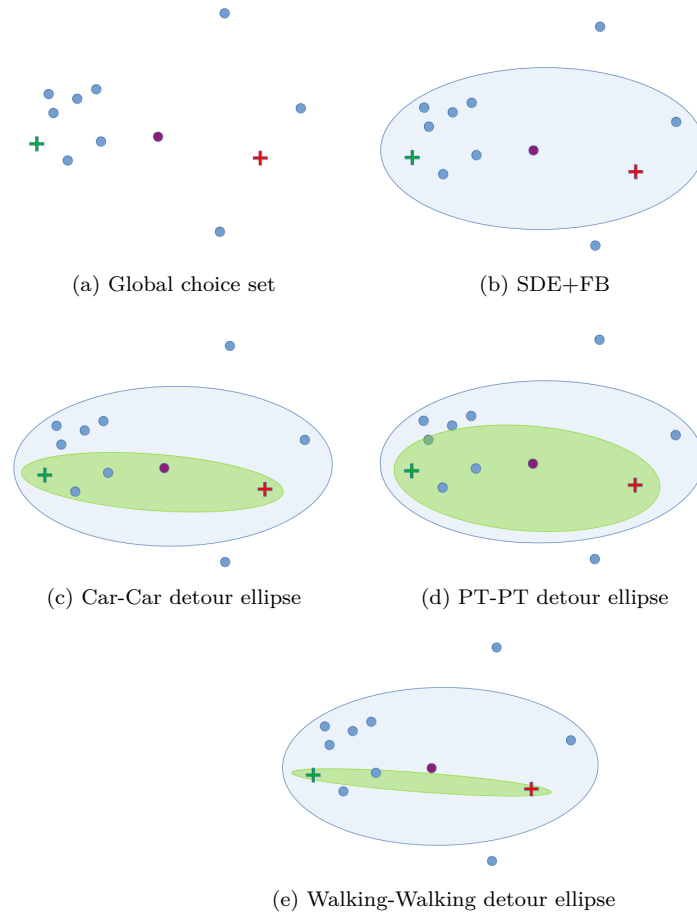 (a) Global choice set
(b) SDE+FB
(c) Car-Car detour ellipse
(d) PT-PT detour ellipse
(e) Walking-Walking detour ellipse